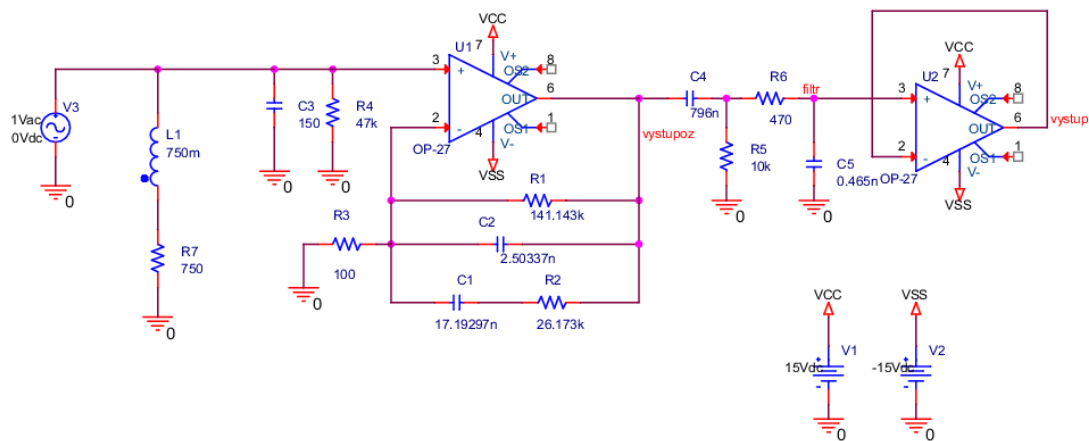 V3
1Vac
0Vdc
0
L1
750m
R7
750
0
C3
150
0
R4
47k
0
VCC
U1
7
V+
3
+
8
OS2
OUT
6
2
-
OS1
1
4
V-
OP-27
VSS
R3
100
0
R1
141.143k
C2
2.50337n
C1
17.19297n
R2
26.173k
vystupoz
C4
796n
R5
10k
0
R6
470
filtr
C5
0.465n
0
VCC
U2
7
V+
3
+
8
OS2
OUT
6
2
-
OS1
1
4
V-
OP-27
VSS
vystup
VCC
V1
15Vdc
+
-
0
VSS
V2
-15Vdc
+
-
0